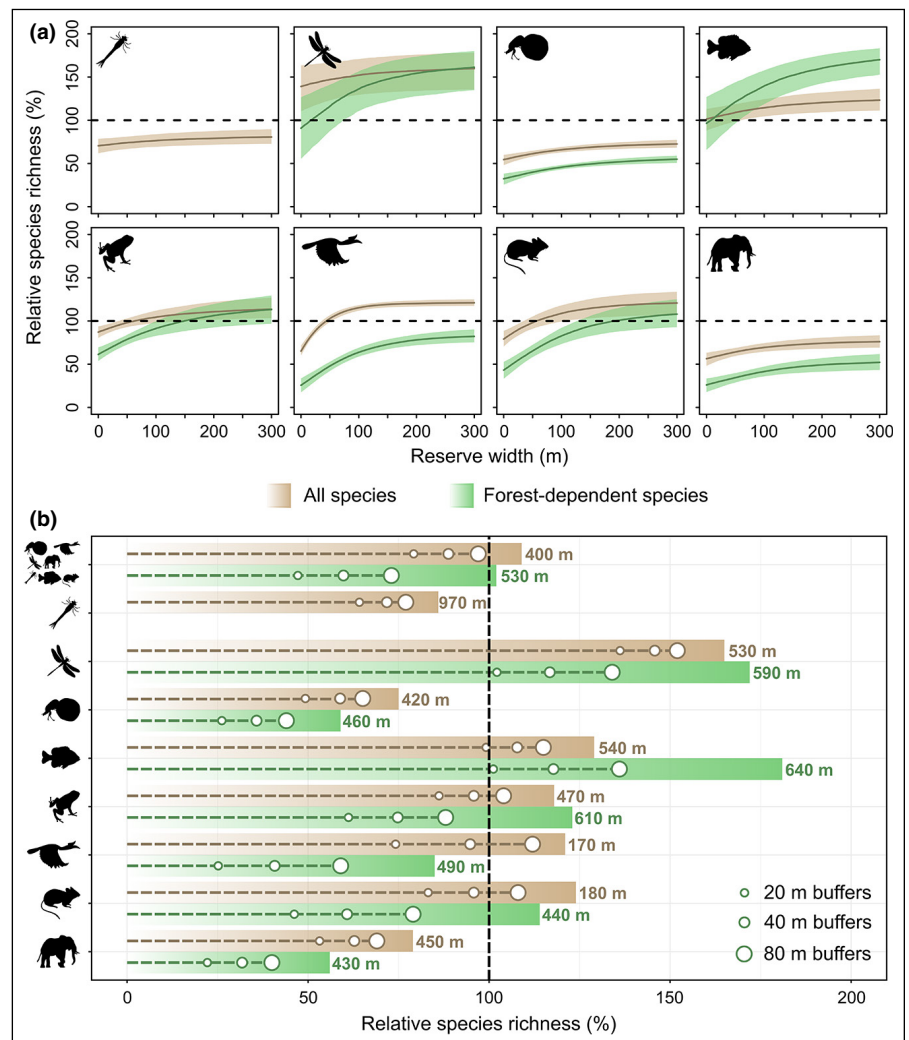 (a)
Relative species richness (%)
200
150
100
50
0
200
150
100
50
0
0 100 200 300 0 100 200 300 0 100 200 300 0 100 200 300
Reserve width (m)
All species Forest-dependent species
(b)
400 m
530 m
970 m
530 m
590 m
420 m
460 m
540 m
640 m
470 m
610 m
170 m
490 m
180 m
440 m
450 m
430 m
20 m buffers
40 m buffers
80 m buffers
0 50 100 150 200
Relative species richness (%)